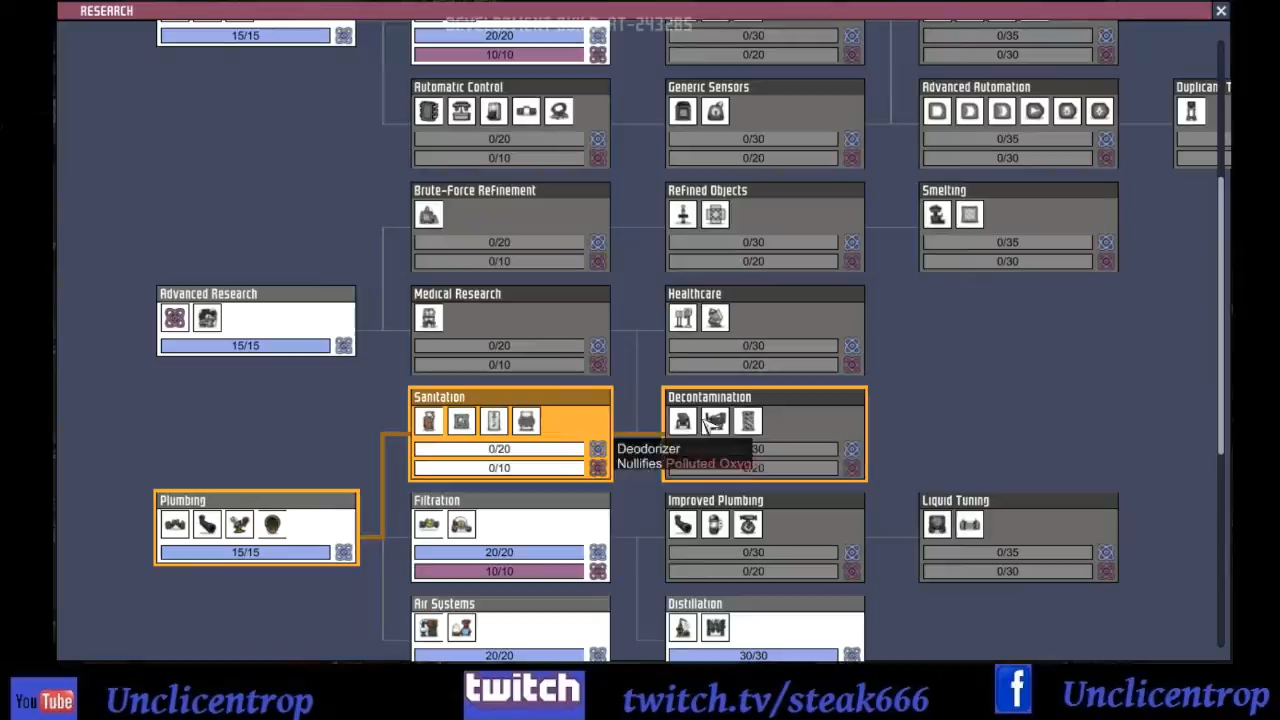 RESEARCH
DEVELOPMENT BUILD AT-243285
15/15
20/20
10/10
0/30
0/20
0/35
0/30
Automatic Control
0/20
0/10
Generic Sensors
0/30
0/20
Advanced Automation
0/35
0/30
Brute-Force Refinement
0/20
0/10
Refined Objects
0/30
0/20
Smelting
0/35
0/30
Advanced Research
15/15
Medical Research
0/20
0/10
Healthcare
0/30
0/20
Sanitation
0/20
0/10
Decontamination
Deodorizer
Nullifies Polluted
Plumbing
15/15
Filtration
20/20
10/10
Improved Plumbing
0/30
0/20
Liquid Tuning
0/35
0/30
Air Systems
20/20
Distillation
30/30
YouTube
Unclicentrop
twitch
twitch.tv/steak666
f
Unclicentrop